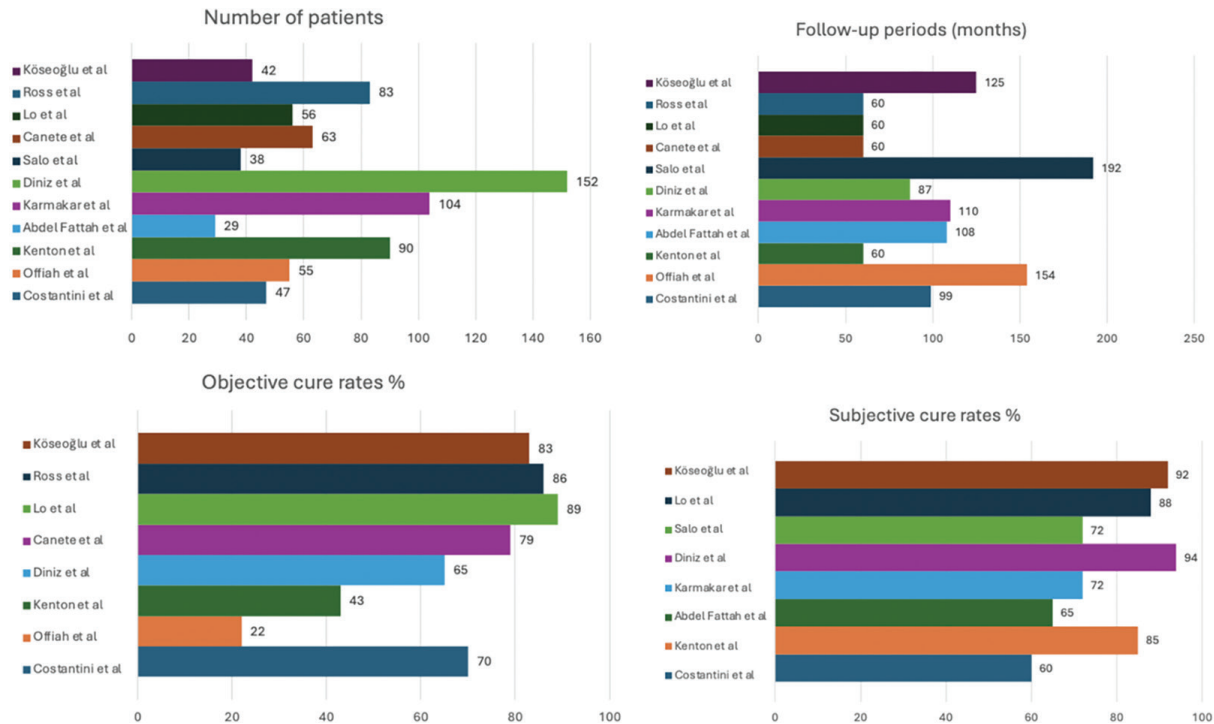 Number of patients
Köseoğlu et al
42
Ross et al
83
Lo et al
56
Canete et al
63
Salo et al
38
Diniz et al
152
Karmakar et al
104
Abdel Fattah et al
29
Kenton et al
90
Offiah et al
55
Costantini et al
47
0 20 40 60 80 100 120 140 160
Follow-up periods (months)
Köseoğlu et al
125
Ross et al
60
Lo et al
60
Canete et al
60
Salo et al
192
Diniz et al
87
Karmakar et al
110
Abdel Fattah et al
108
Kenton et al
60
Offiah et al
154
Costantini et al
99
0 50 100 150 200 250
Objective cure rates %
Köseoğlu et al
83
Ross et al
86
Lo et al
89
Canete et al
79
Diniz et al
65
Kenton et al
43
Offiah et al
22
Costantini et al
70
0 20 40 60 80 100
Subjective cure rates %
Köseoğlu et al
92
Lo et al
88
Salo et al
72
Diniz et al
94
Karmakar et al
72
Abdel Fattah et al
65
Kenton et al
85
Costantini et al
60
0 20 40 60 80 100